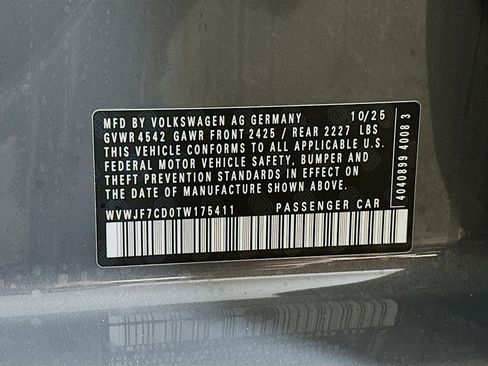 MFD BY VOLKSWAGEN AG GERMANY 10/25
GVWR 4542 GAWR FRONT 2425 / REAR 2227 LBS
THIS VEHICLE CONFORMS TO ALL APPLICABLE U.S.
FEDERAL MOTOR VEHICLE SAFETY, BUMPER AND
THEFT PREVENTION STANDARDS IN EFFECT ON
THE DATE OF MANUFACTURE SHOWN ABOVE.
WVWJF7CD0TW175411 PASSENGER CAR
4040899 4008 3